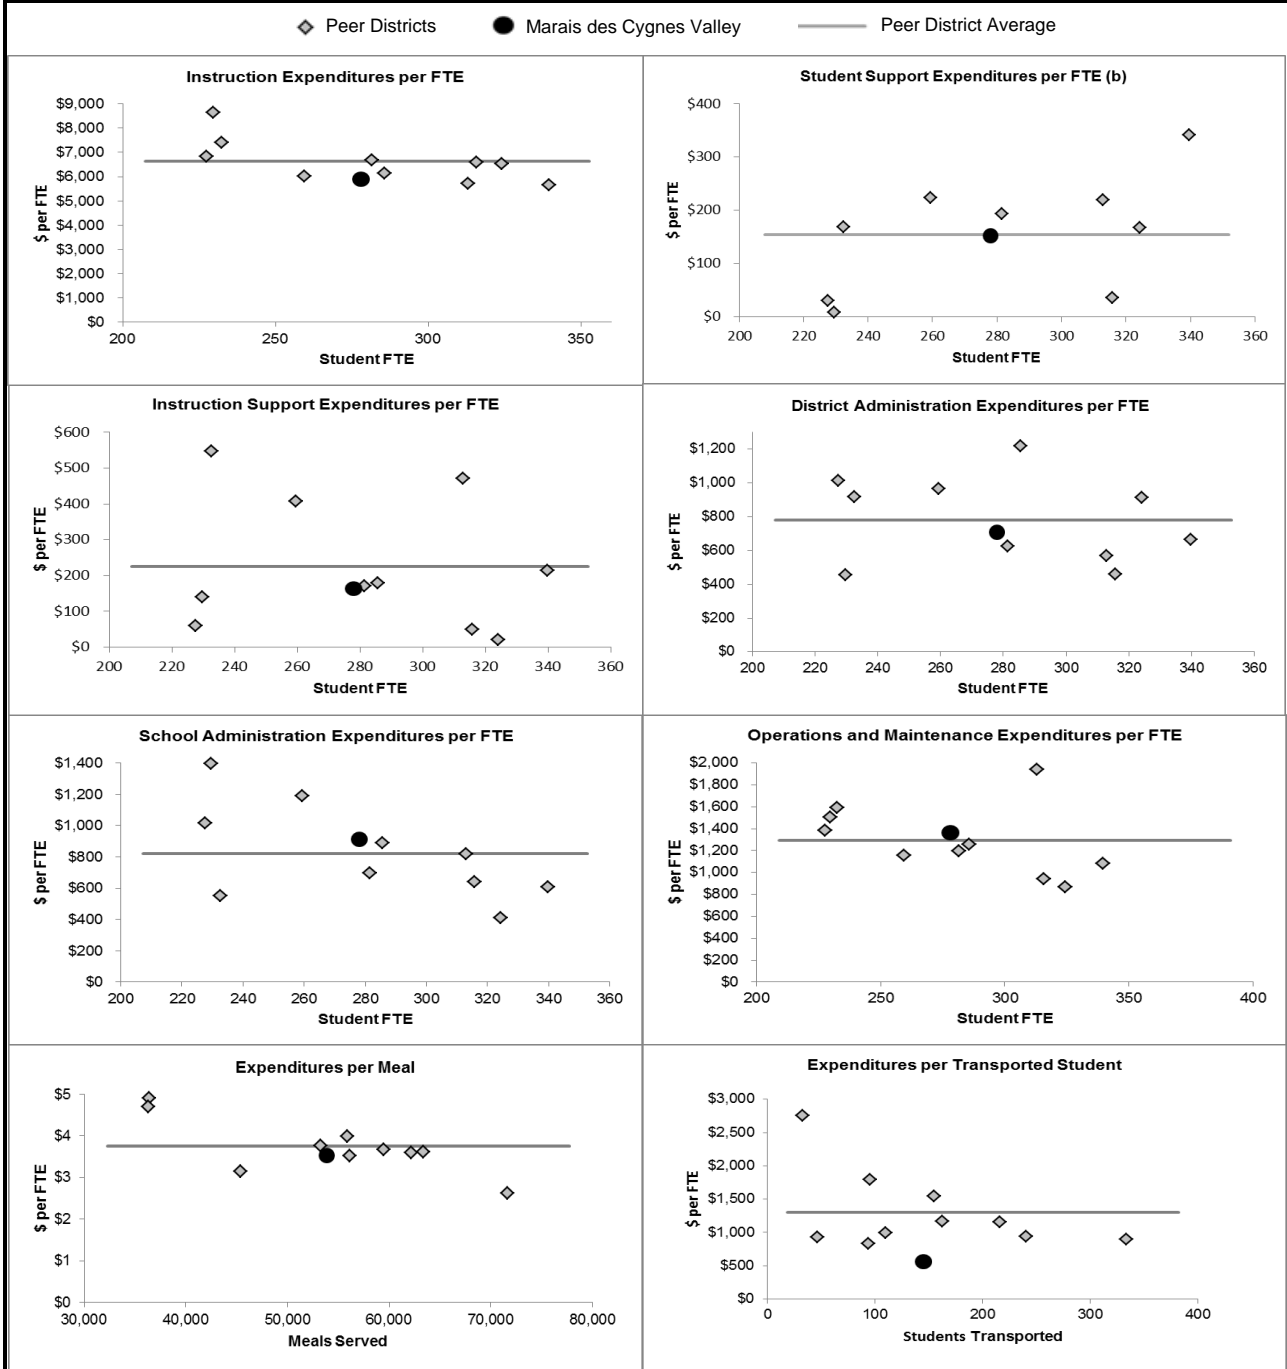 Peer Districts Marais des Cygnes Valley Peer District Average
Instruction Expenditures per FTE
$9,000
$8,000
$7,000
$6,000
$5,000
$4,000
$3,000
$2,000
$1,000
$0
$ per FTE
200 250 300 350
Student FTE
Student Support Expenditures per FTE (b)
$400
$300
$200
$100
$0
$ per FTE
200 220 240 260 280 300 320 340 360
Student FTE
Instruction Support Expenditures per FTE
$600
$500
$400
$300
$200
$100
$0
$ per FTE
200 220 240 260 280 300 320 340 360
Student FTE
District Administration Expenditures per FTE
$1,200
$1,000
$800
$600
$400
$200
$0
$ per FTE
200 220 240 260 280 300 320 340 360
Student FTE
School Administration Expenditures per FTE
$1,400
$1,200
$1,000
$800
$600
$400
$200
$0
$ per FTE
200 220 240 260 280 300 320 340 360
Student FTE
Operations and Maintenance Expenditures per FTE
$2,000
$1,800
$1,600
$1,400
$1,200
$1,000
$800
$600
$400
$200
$0
$ per FTE
200 250 300 350 400
Student FTE
Expenditures per Meal
$5
$4
$3
$2
$1
$0
$ per FTE
30,000 40,000 50,000 60,000 70,000 80,000
Meals Served
Expenditures per Transported Student
$3,000
$2,500
$2,000
$1,500
$1,000
$500
$0
$ per FTE
0 100 200 300 400
Students Transported